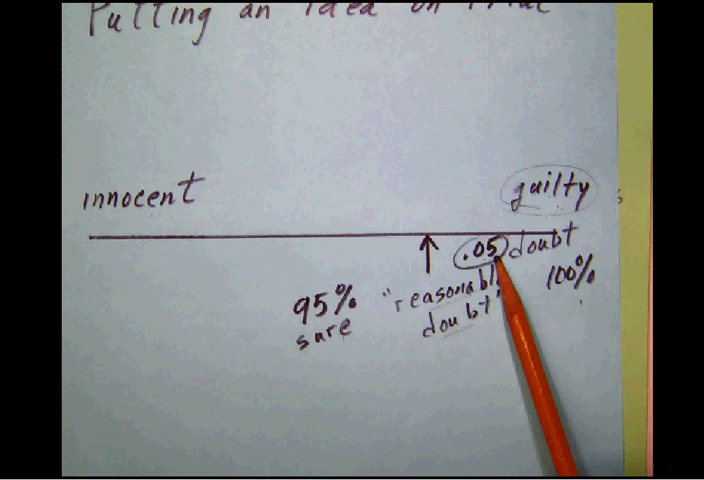 Putting an Idea on Trial
innocent
guilty
.05 doubt
95%
sure
"reasonable
doubt"
100%